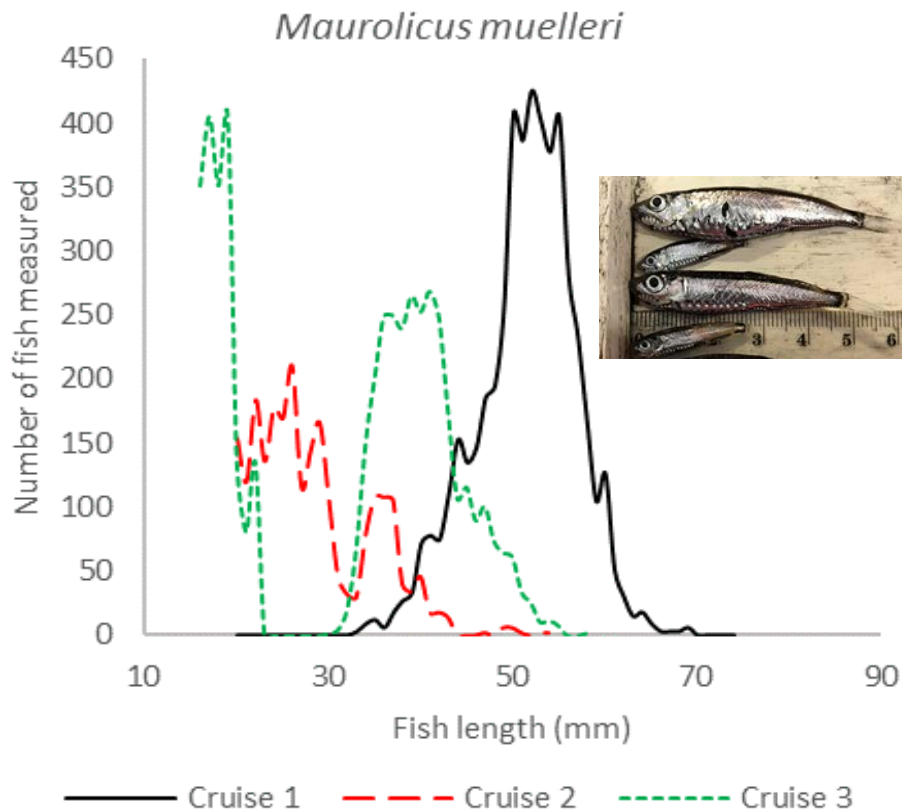 Maurolicus muelleri
450
400
350
300
250
200
150
100
50
0
Number of fish measured
3 4 5 6
10 30 50 70 90
Fish length (mm)
Cruise 1 Cruise 2 Cruise 3